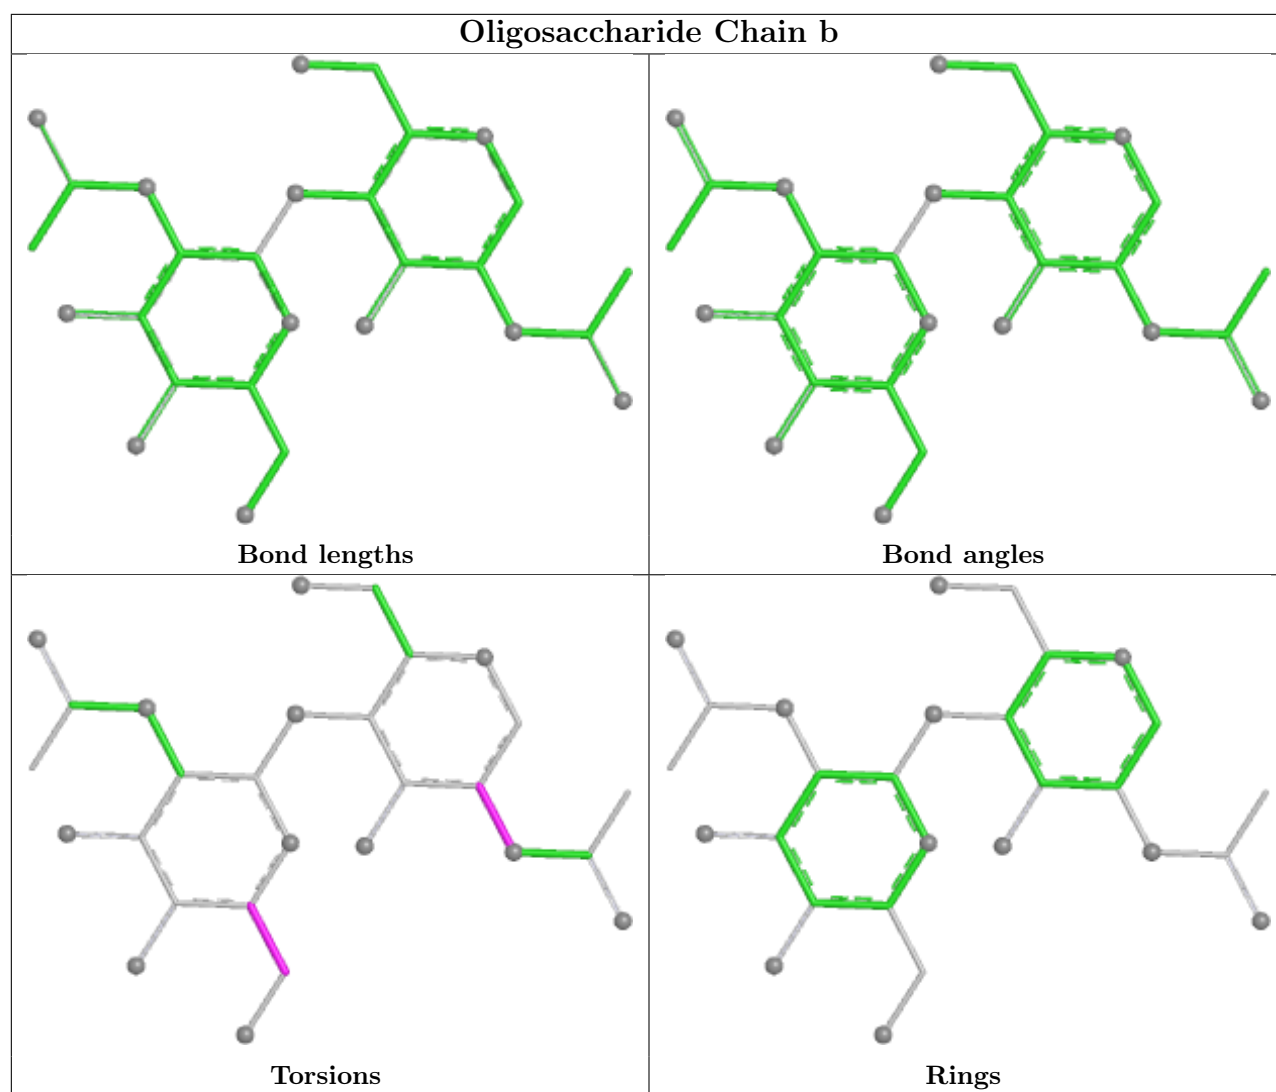 Oligosaccharide Chain b
Bond lengths
Bond angles
Torsions
Rings